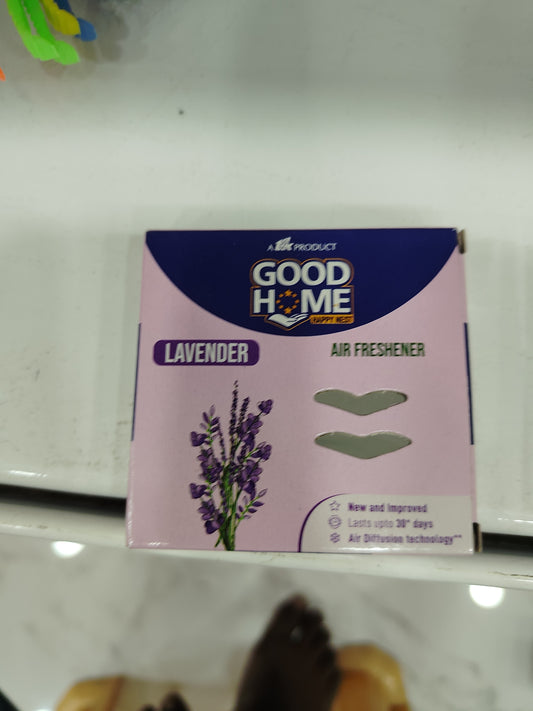 A PRODUCT
GOOD
HOME
HAPPY NEST
LAVENDER
AIR FRESHENER
New and Improved
Lasts upto 30* days
Air Diffusion technology**